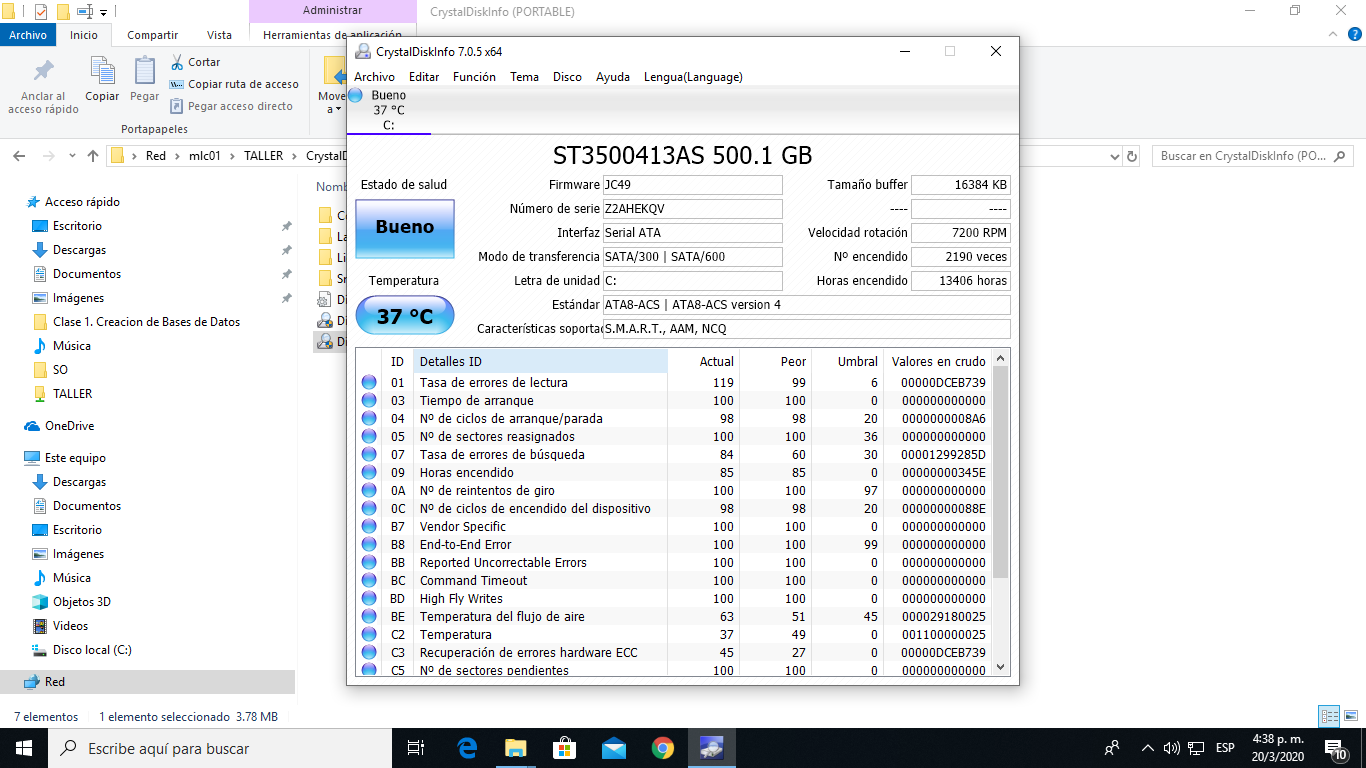 Administrar
CrystalDiskInfo (PORTABLE)
Archivo Inicio Compartir Vista Herramientas de aplicación
Anclar al acceso rápido
Copiar
Pegar
Cortar
Copiar ruta de acceso
Pegar acceso directo
Portapapeles
Red mlc01 TALLER
Buscar en CrystalDiskInfo (PO...
Acceso rápido
Escritorio
Descargas
Documentos
Imágenes
Clase 1. Creacion de Bases de Datos
Música
SO
TALLER
OneDrive
Este equipo
Descargas
Documentos
Escritorio
Imágenes
Música
Objetos 3D
Videos
Disco local (C:)
Red
7 elementos 1 elemento seleccionado 3.78 MB
CrystalDiskInfo 7.0.5 x64
Archivo Editar Función Tema Disco Ayuda Lengua(Language)
Bueno
37 °C
C:
ST3500413AS 500.1 GB
Estado de salud
Bueno
Temperatura
37 °C
Firmware JC49 Tamaño buffer 16384 KB
Número de serie Z2AHEKQV ---- ----
Interfaz Serial ATA Velocidad rotación 7200 RPM
Modo de transferencia SATA/300 | SATA/600 Nº encendido 2190 veces
Letra de unidad C: Horas encendido 13406 horas
Estándar ATA8-ACS | ATA8-ACS version 4
Características soportad S.M.A.R.T., AAM, NCQ
ID Detalles ID Actual Peor Umbral Valores en crudo
01 Tasa de errores de lectura 119 99 6 00000DCEB739
03 Tiempo de arranque 100 100 0 000000000000
04 Nº de ciclos de arranque/parada 98 98 20 0000000008A6
05 Nº de sectores reasignados 100 100 36 000000000000
07 Tasa de errores de búsqueda 84 60 30 00001299285D
09 Horas encendido 85 85 0 00000000345E
0A Nº de reintentos de giro 100 100 97 000000000000
0C Nº de ciclos de encendido del dispositivo 98 98 20 00000000088E
B7 Vendor Specific 100 100 0 000000000000
B8 End-to-End Error 100 100 99 000000000000
BB Reported Uncorrectable Errors 100 100 0 000000000000
BC Command Timeout 100 100 0 000000000000
BD High Fly Writes 100 100 0 000000000000
BE Temperatura del flujo de aire 63 51 45 000029180025
C2 Temperatura 37 49 0 001100000025
C3 Recuperación de errores hardware ECC 45 27 0 00000DCEB739
C5 Nº de sectores pendientes 100 100 0 000000000000
Escribe aquí para buscar
ESP
4:38 p. m.
20/3/2020
10